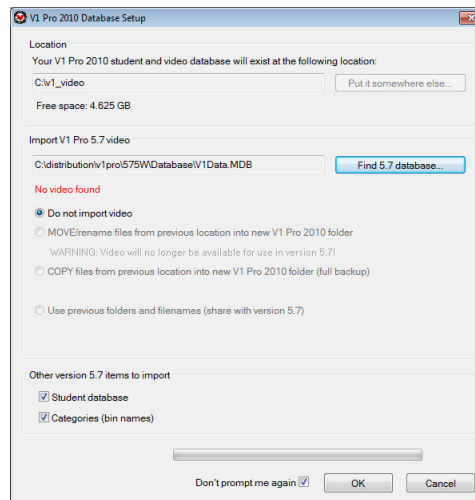 V1 Pro 2010 Database Setup
Location
Your V1 Pro 2010 student and video database will exist at the following location:
C:\v1_video
Put it somewhere else...
Free space: 4.625 GB
Import V1 Pro 5.7 video
C:\distribution\v1pro\575W\Database\V1Data.MDB
Find 5.7 database...
No video found
Do not import video
MOVE/rename files from previous location into new V1 Pro 2010 folder
WARNING: Video will no longer be available for use in version 5.7!
COPY files from previous location into new V1 Pro 2010 folder (full backup)
Use previous folders and filenames (share with version 5.7)
Other version 5.7 items to import
Student database
Categories (bin names)
Don't prompt me again
OK
Cancel